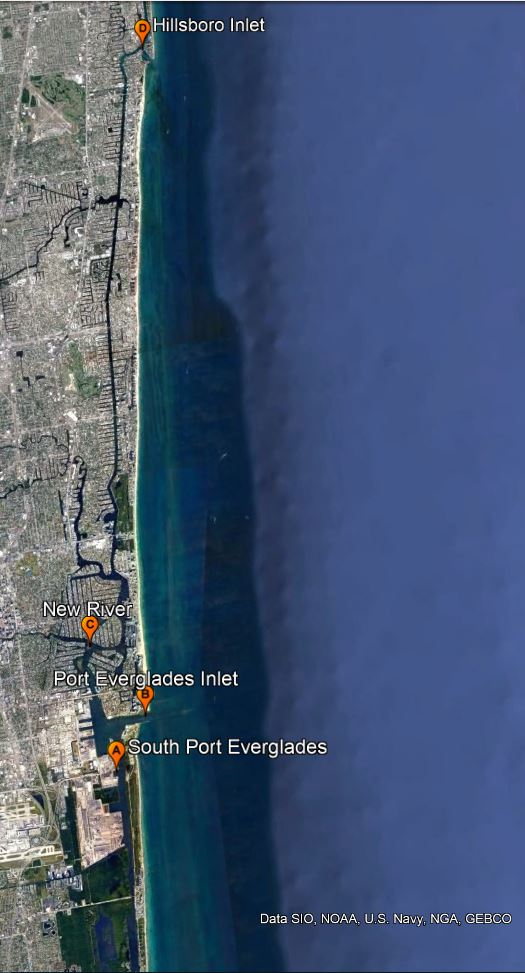 D
Hillsboro Inlet
New River
C
Port Everglades Inlet
B
A
South Port Everglades
Data SIO, NOAA, U.S. Navy, NGA, GEBCO